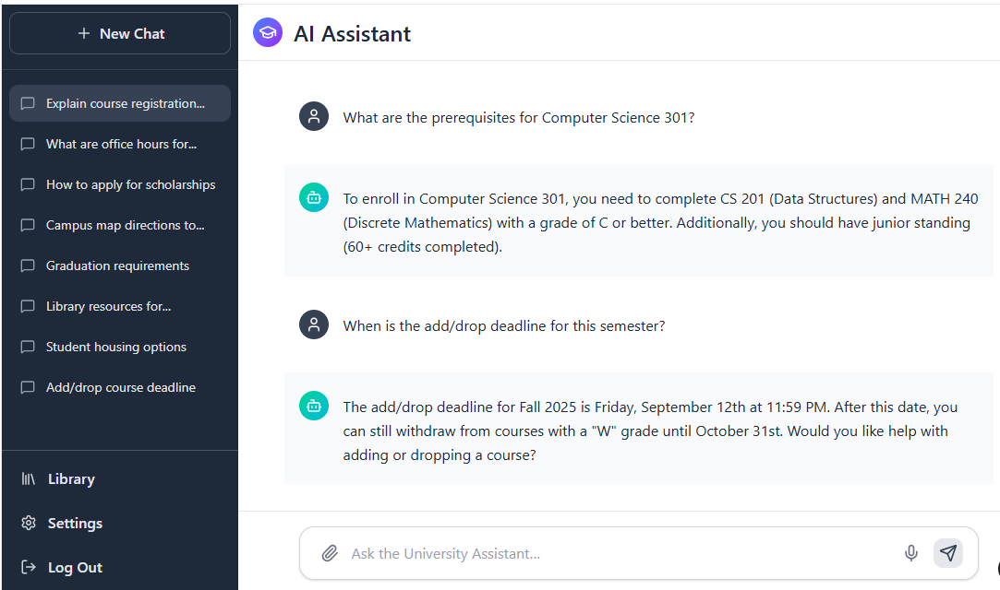 New Chat
Explain course registration...
What are office hours for...
How to apply for scholarships
Campus map directions to...
Graduation requirements
Library resources for...
Student housing options
Add/drop course deadline
Library
Settings
Log Out
AI Assistant
What are the prerequisites for Computer Science 301?
To enroll in Computer Science 301, you need to complete CS 201 (Data Structures) and MATH 240
(Discrete Mathematics) with a grade of C or better. Additionally, you should have junior standing
(60+ credits completed).
When is the add/drop deadline for this semester?
The add/drop deadline for Fall 2025 is Friday, September 12th at 11:59 PM. After this date, you
can still withdraw from courses with a "W" grade until October 31st. Would you like help with
adding or dropping a course?
Ask the University Assistant...